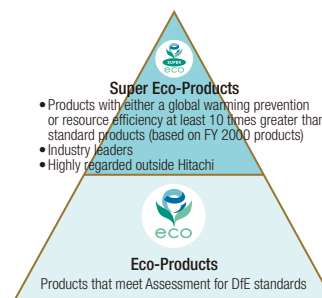 SUPER
eco
Super Eco-Products
• Products with either a global warming prevention
or resource efficiency at least 10 times greater than
standard products (based on FY 2000 products)
• Industry leaders
• Highly regarded outside Hitachi
eco
Eco-Products
Products that meet Assessment for DfE standards